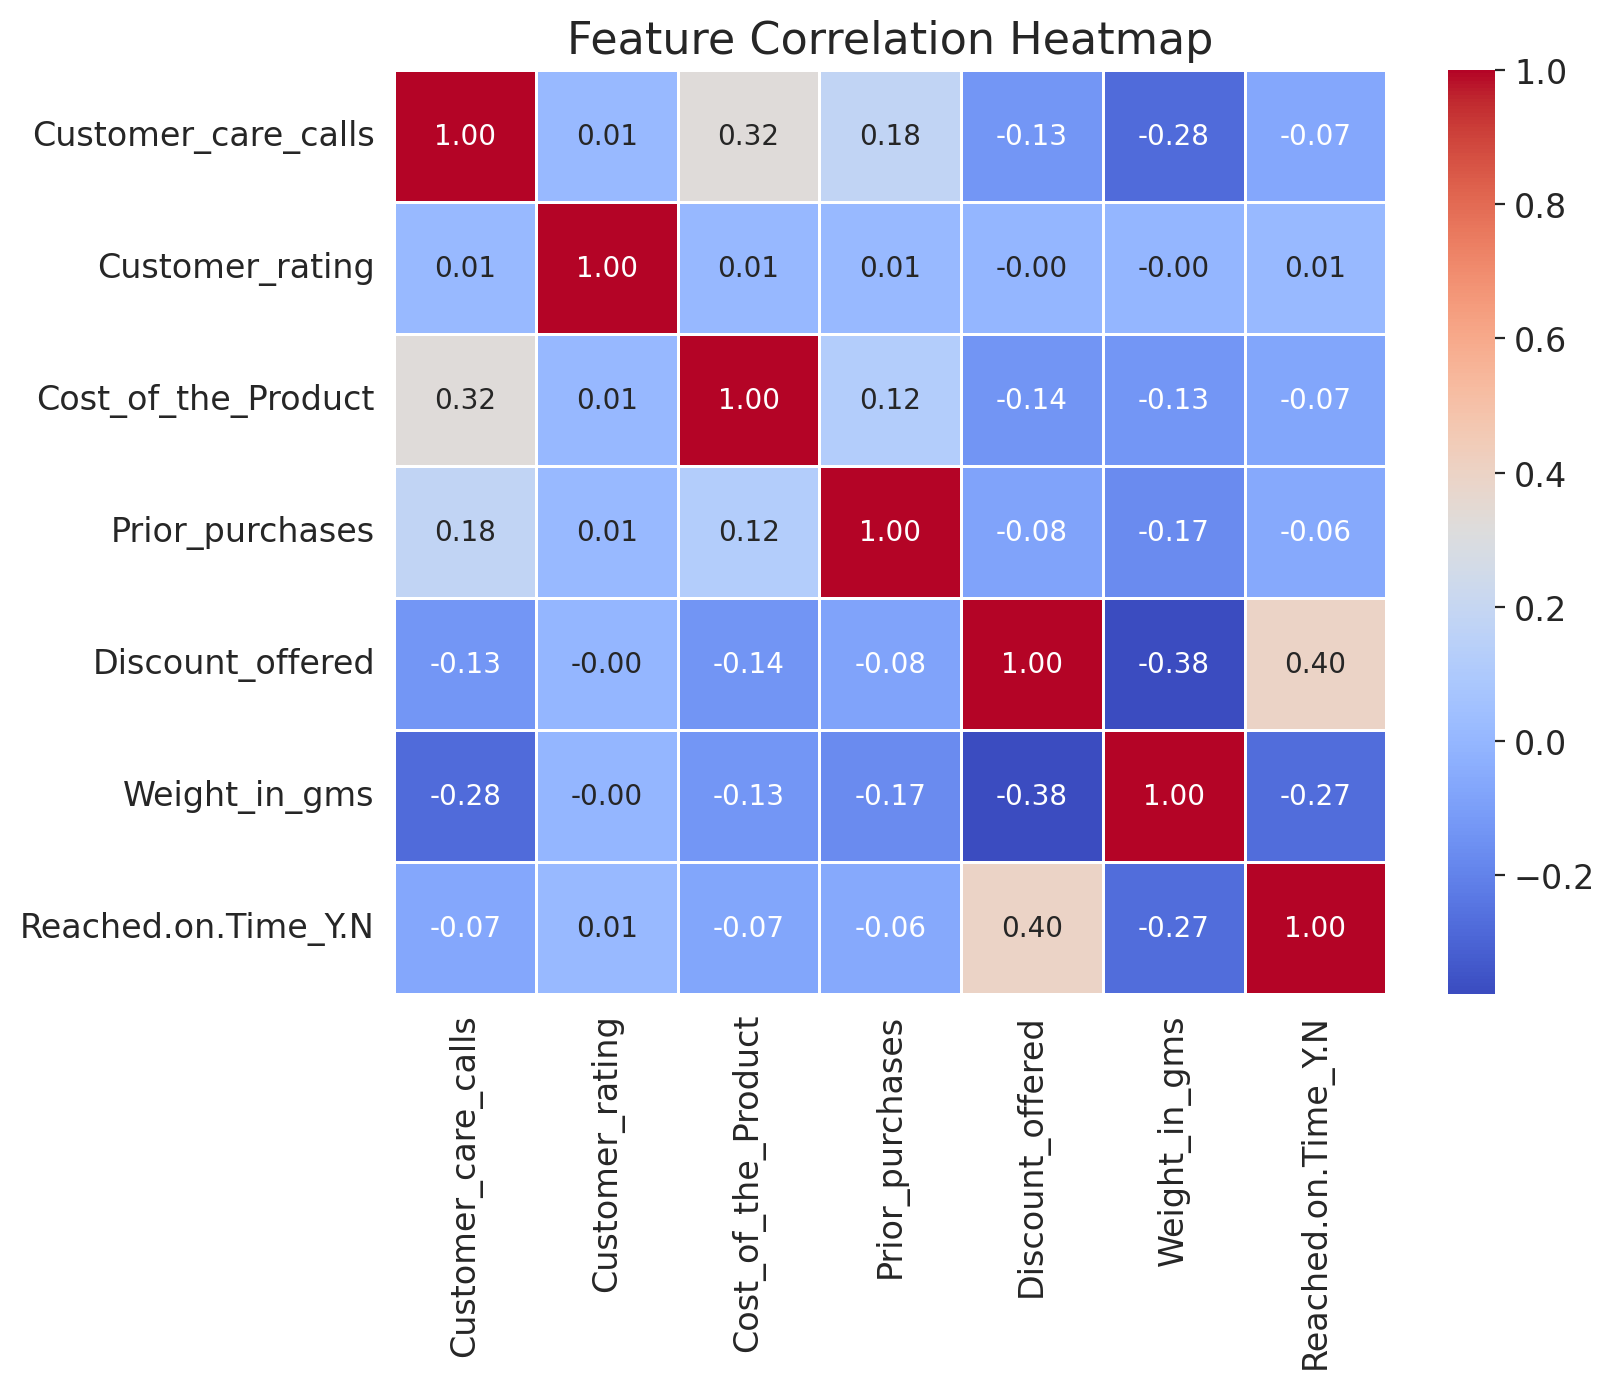 Feature Correlation Heatmap
Customer_care_calls 1.00 0.01 0.32 0.18 -0.13 -0.28 -0.07
Customer_rating 0.01 1.00 0.01 0.01 -0.00 -0.00 0.01
Cost_of_the_Product 0.32 0.01 1.00 0.12 -0.14 -0.13 -0.07
Prior_purchases 0.18 0.01 0.12 1.00 -0.08 -0.17 -0.06
Discount_offered -0.13 -0.00 -0.14 -0.08 1.00 -0.38 0.40
Weight_in_gms -0.28 -0.00 -0.13 -0.17 -0.38 1.00 -0.27
Reached.on.Time_Y.N -0.07 0.01 -0.07 -0.06 0.40 -0.27 1.00
Customer_care_calls
Customer_rating
Cost_of_the_Product
Prior_purchases
Discount_offered
Weight_in_gms
Reached.on.Time_Y.N
1.0
0.8
0.6
0.4
0.2
0.0
−0.2